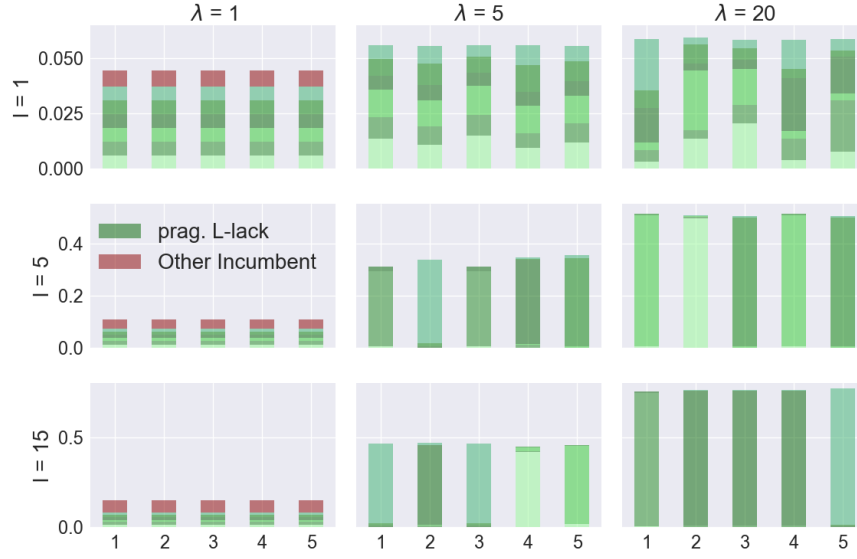 λ = 1 λ = 5 λ = 20
l = 1
0.050
0.025
0.000
l = 5
0.4
0.2
0.0
prag. L-lack
Other Incumbent
l = 15
0.5
0.0
1 2 3 4 5 1 2 3 4 5 1 2 3 4 5